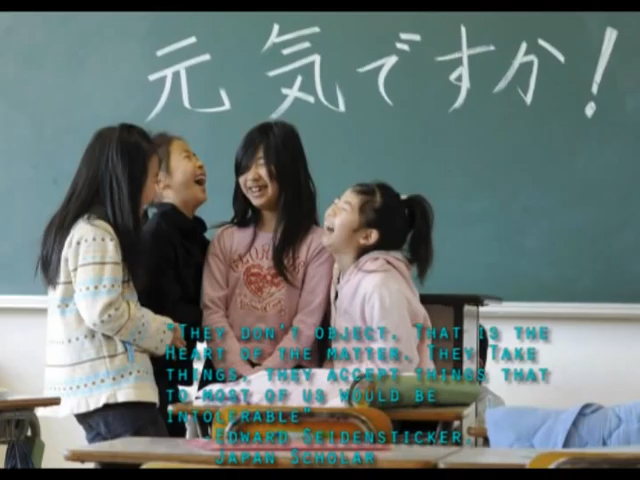 元気ですか!
"They don't object. That is the
Heart of the matter. They Take
things, they accept things that
to most of us would be
Intolerable"
-Edward Seidensticker,
Japan Scholar